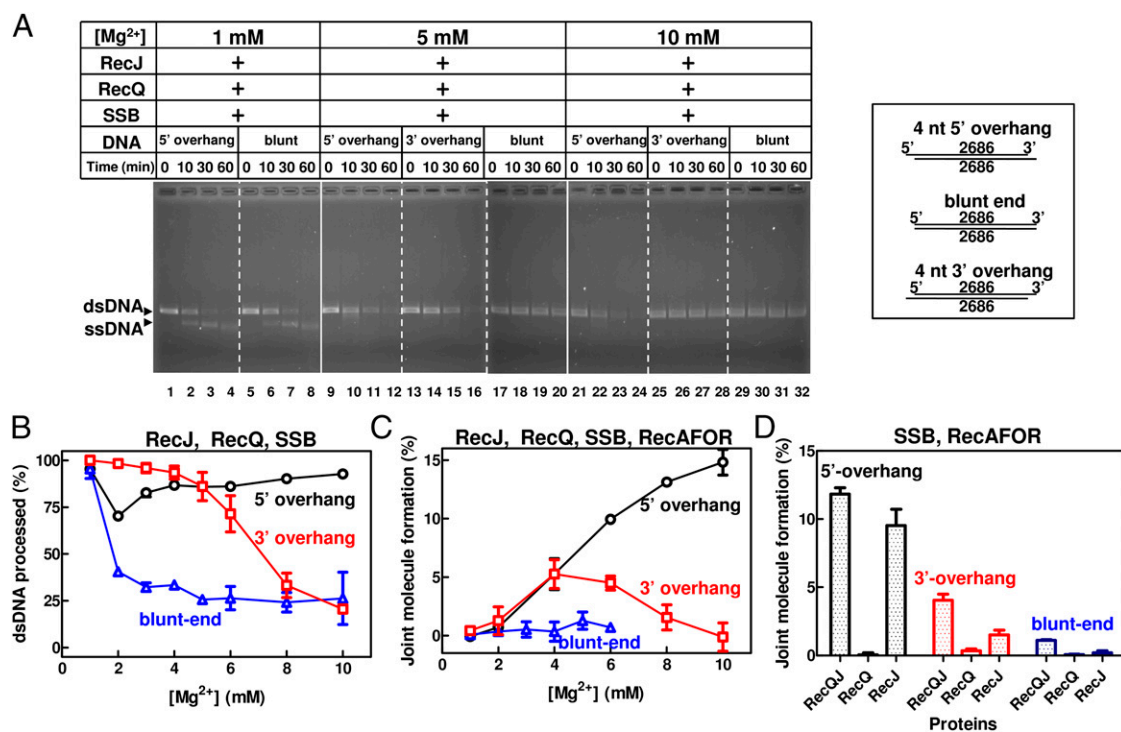 A
[Mg²⁺] 1 mM 5 mM 10 mM
RecJ + + +
RecQ + + +
SSB + + +
DNA 5' overhang blunt 5' overhang 3' overhang blunt 5' overhang 3' overhang blunt
Time (min) 0 10 30 60 0 10 30 60 0 10 30 60 0 10 30 60 0 10 30 60 0 10 30 60 0 10 30 60 0 10 30 60
dsDNA
ssDNA
1 2 3 4 5 6 7 8 9 10 11 12 13 14 15 16 17 18 19 20 21 22 23 24 25 26 27 28 29 30 31 32
4 nt 5' overhang
5' 2686 3'
2686
blunt end
5' 2686 3'
2686
4 nt 3' overhang
5' 2686 3'
2686
B
RecJ, RecQ, SSB
dsDNA processed (%)
100
75
50
25
0
5' overhang
3' overhang
blunt-end
0 2 4 6 8 10
[Mg²⁺] (mM)
C
RecJ, RecQ, SSB, RecAFOR
Joint molecule formation (%)
15
10
5
0
5' overhang
3' overhang
blunt-end
0 2 4 6 8 10
[Mg²⁺] (mM)
D
SSB, RecAFOR
Joint molecule formation (%)
15
10
5
0
5'-overhang
3'-overhang
blunt-end
RecQJ RecQ RecJ RecQJ RecQ RecJ RecQJ RecQ RecJ
Proteins